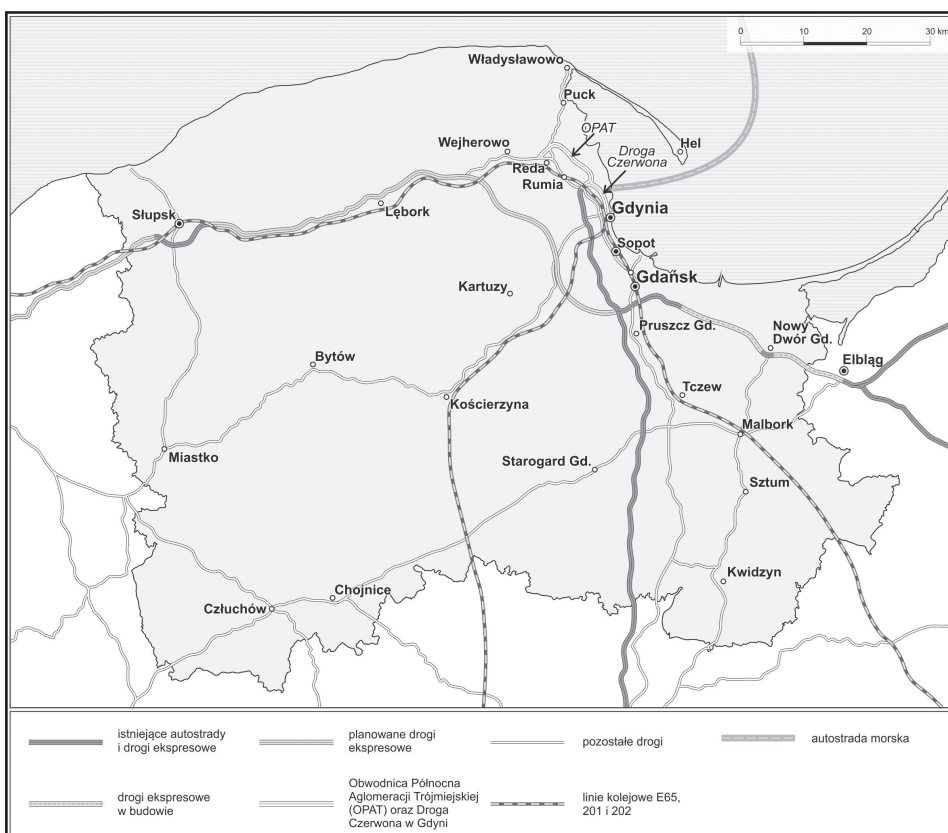 0 10 20 30 km
Władysławowo
Puck
OPAT
Wejherowo
Droga
Czerwona
Hel
Reda
Rumia
Gdynia
Słupsk
Lębork
Sopot
Gdańsk
Kartuzy
Pruszcz Gd.
Nowy
Dwór Gd.
Bytów
Elbląg
Tczew
Kościerzyna
Malbork
Miastko
Starogard Gd.
Sztum
Kwidzyn
Chojnice
Człuchów
istniejące autostrady
i drogi ekspresowe
planowane drogi
ekspresowe
pozostałe drogi
autostrada morska
drogi ekspresowe
w budowie
Obwodnica Północna
Aglomeracji Trójmiejskiej
(OPAT) oraz Droga
Czerwona w Gdyni
linie kolejowe E65,
201 i 202